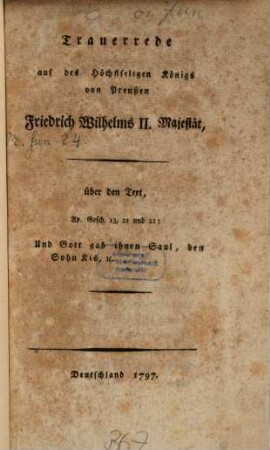 Trauerrede
auf des Höchstseligen Königs
von Preußen
Friedrich Wilhelms II. Majestät,
über den Text,
Ap. Gesch. 13, 21 und 22:
Und Gott gab ihnen Saul, den
Sohn Kis, ꝛc.
Deutschland 1797.